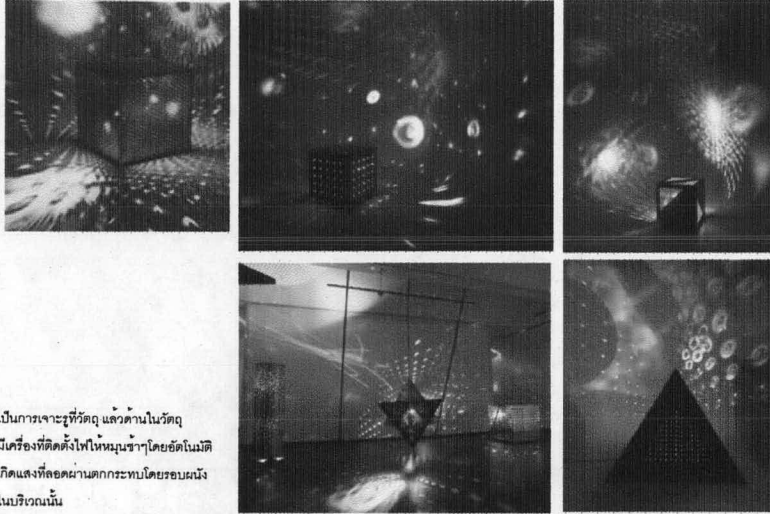 เป็นการเจาะรูที่วัตถุ แล้วด้านในวัตถุ
มีเครื่องที่ติดตั้งไฟให้หมุนช้าๆโดยอัตโนมัติ
เกิดแสงที่ลอดผ่านตกกระทบโดยรอบผนัง
ในบริเวณนั้น